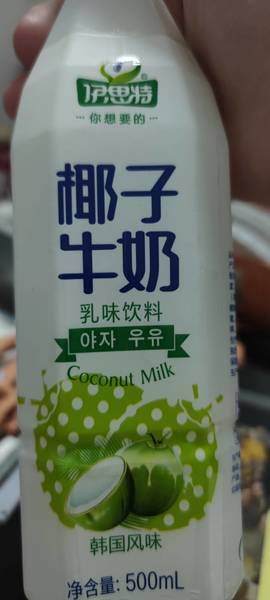 伊思特®
···你想要的···
椰子
牛奶
乳味饮料
야자 우유
Coconut Milk
韩国风味
净含量: 500mL